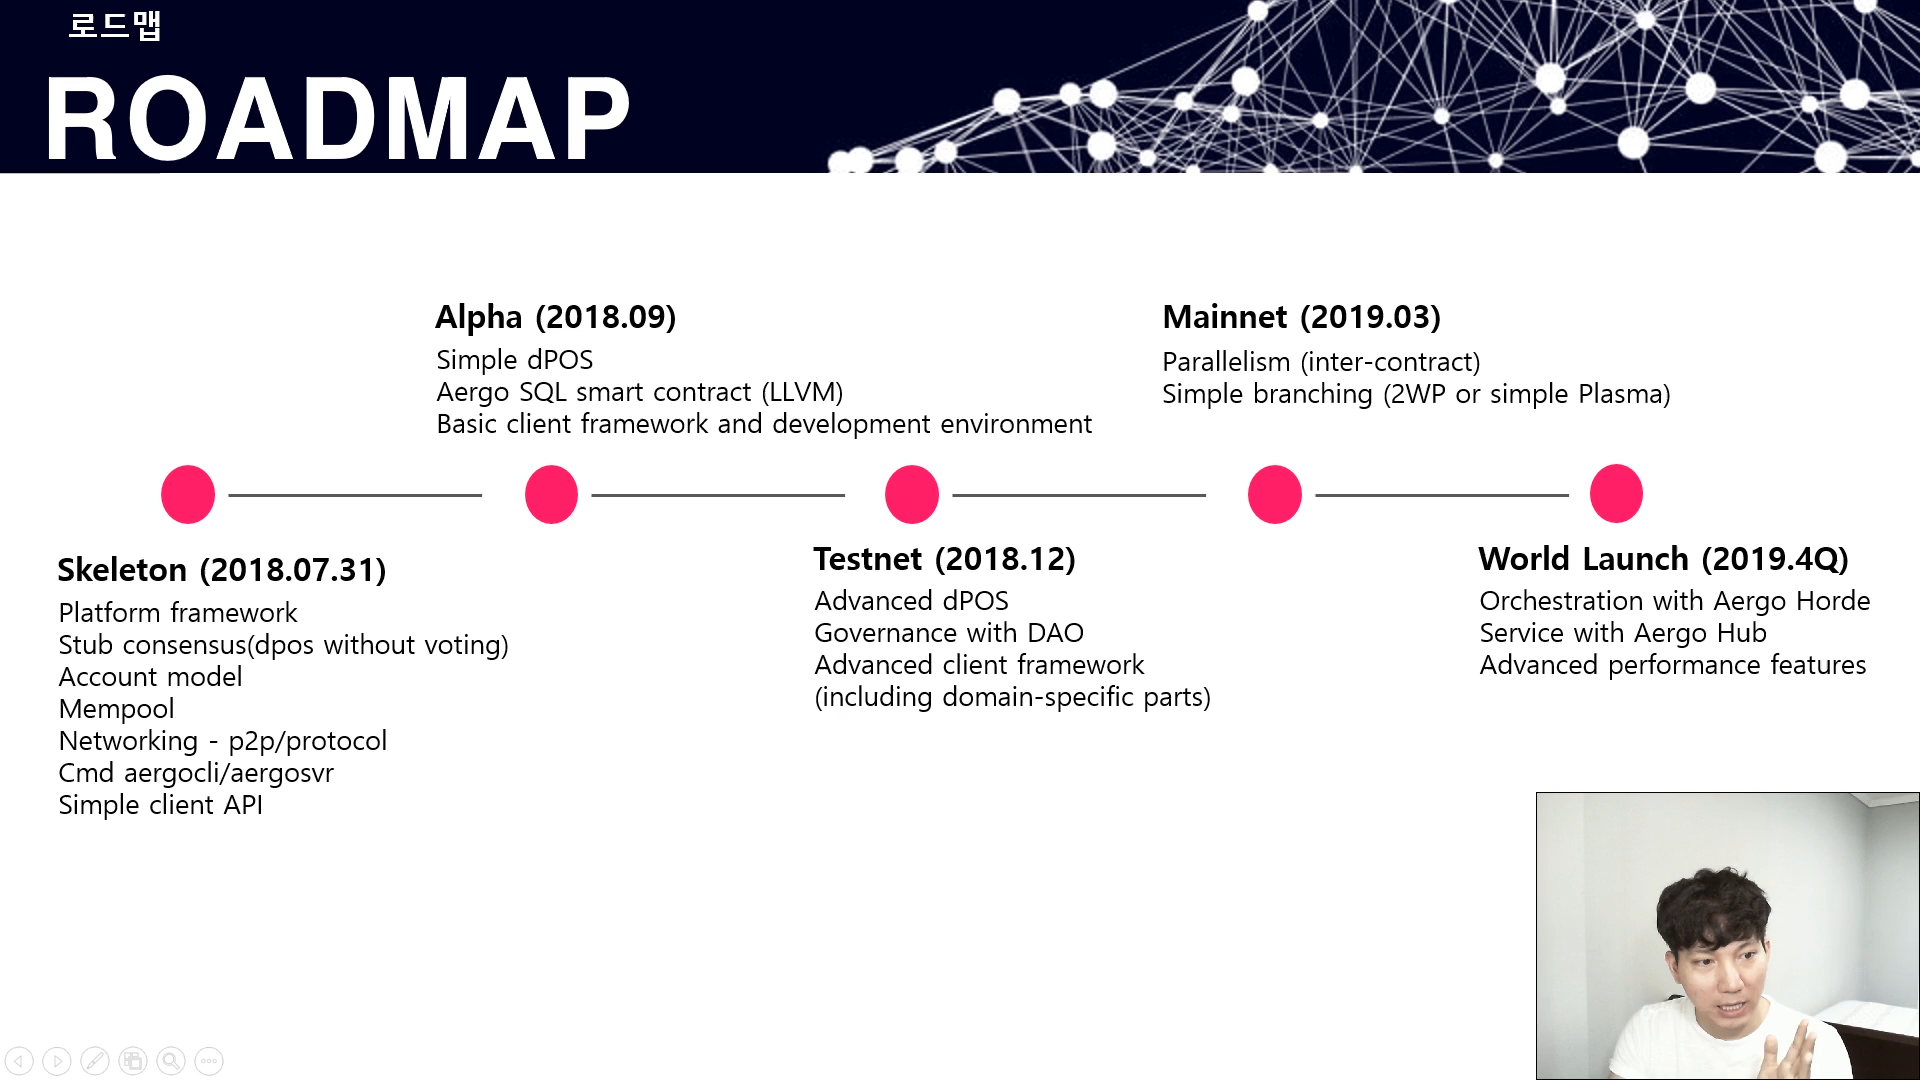 로드맵
ROADMAP
Alpha (2018.09)
Simple dPOS
Aergo SQL smart contract (LLVM)
Basic client framework and development environment
Mainnet (2019.03)
Parallelism (inter-contract)
Simple branching (2WP or simple Plasma)
Skeleton (2018.07.31)
Platform framework
Stub consensus(dpos without voting)
Account model
Mempool
Networking - p2p/protocol
Cmd aergocli/aergosvr
Simple client API
Testnet (2018.12)
Advanced dPOS
Governance with DAO
Advanced client framework
(including domain-specific parts)
World Launch (2019.4Q)
Orchestration with Aergo Horde
Service with Aergo Hub
Advanced performance features